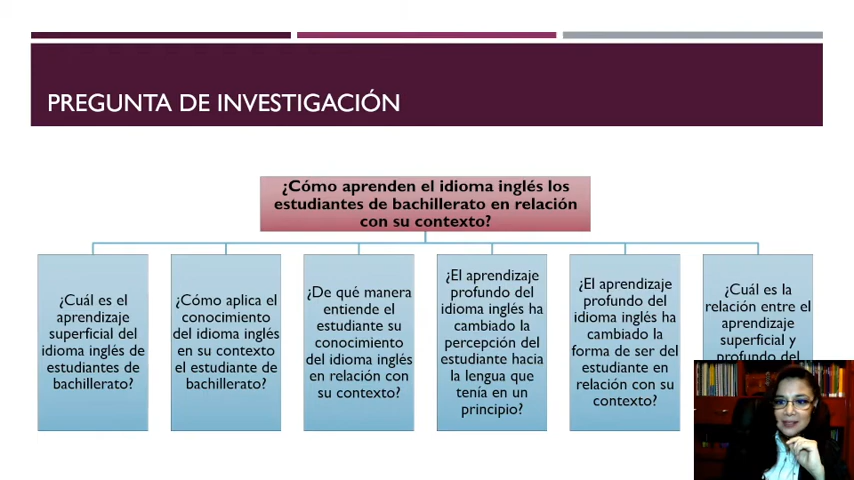 PREGUNTA DE INVESTIGACIÓN
¿Cómo aprenden el idioma inglés los
estudiantes de bachillerato en relación
con su contexto?
¿Cuál es el
aprendizaje
superficial del
idioma inglés de
estudiantes de
bachillerato?
¿Cómo aplica el
conocimiento
del idioma inglés
en su contexto
el estudiante de
bachillerato?
¿De qué manera
entiende el
estudiante su
conocimiento
del idioma inglés
en relación con
su contexto?
¿El aprendizaje
profundo del
idioma inglés ha
cambiado la
percepción del
estudiante hacia
la lengua que
tenía en un
principio?
¿El aprendizaje
profundo del
idioma inglés ha
cambiado la
forma de ser del
estudiante en
relación con su
contexto?
¿Cuál es la
relación entre el
aprendizaje
superficial y
profundo del